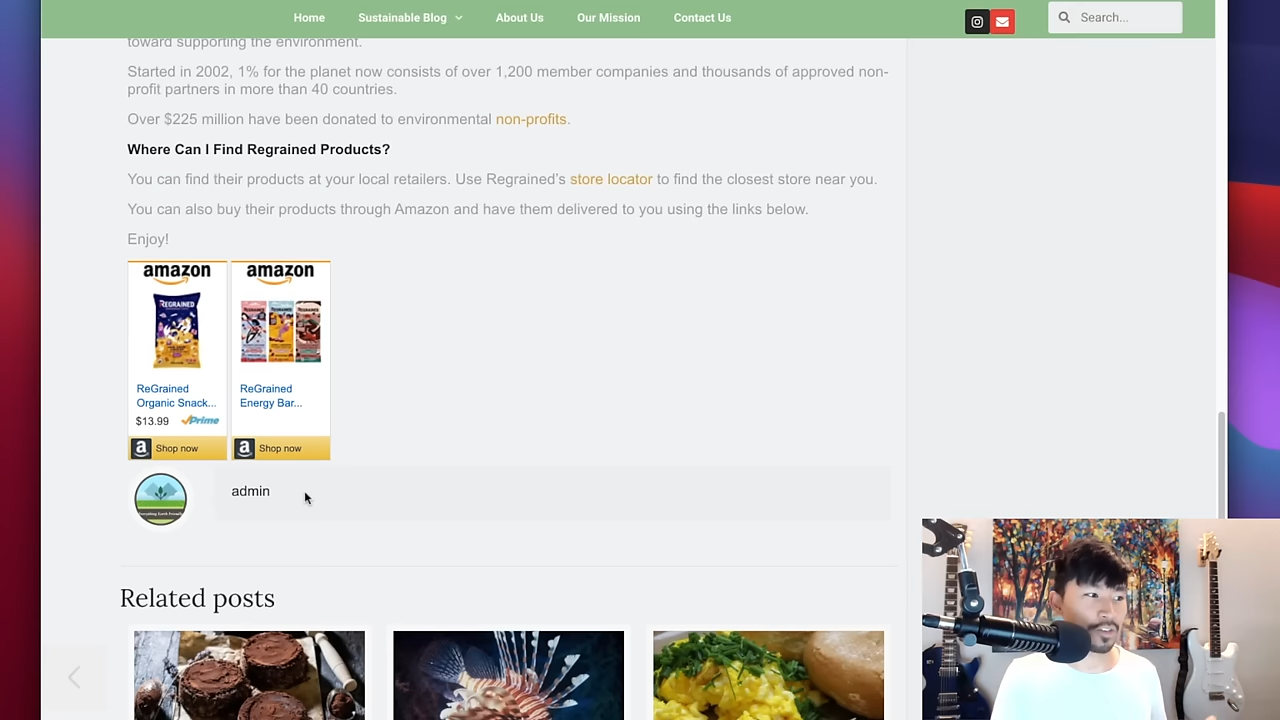 Home
Sustainable Blog
About Us
Our Mission
Contact Us
Search...
toward supporting the environment.
Started in 2002, 1% for the planet now consists of over 1,200 member companies and thousands of approved non-
profit partners in more than 40 countries.
Over $225 million have been donated to environmental non-profits.
Where Can I Find Regrained Products?
You can find their products at your local retailers. Use Regrained's store locator to find the closest store near you.
You can also buy their products through Amazon and have them delivered to you using the links below.
Enjoy!
amazon
REGRAINED
ReGrained
Organic Snack...
$13.99
Prime
Shop now
amazon
ReGrained
Energy Bar...
Shop now
admin
Related posts